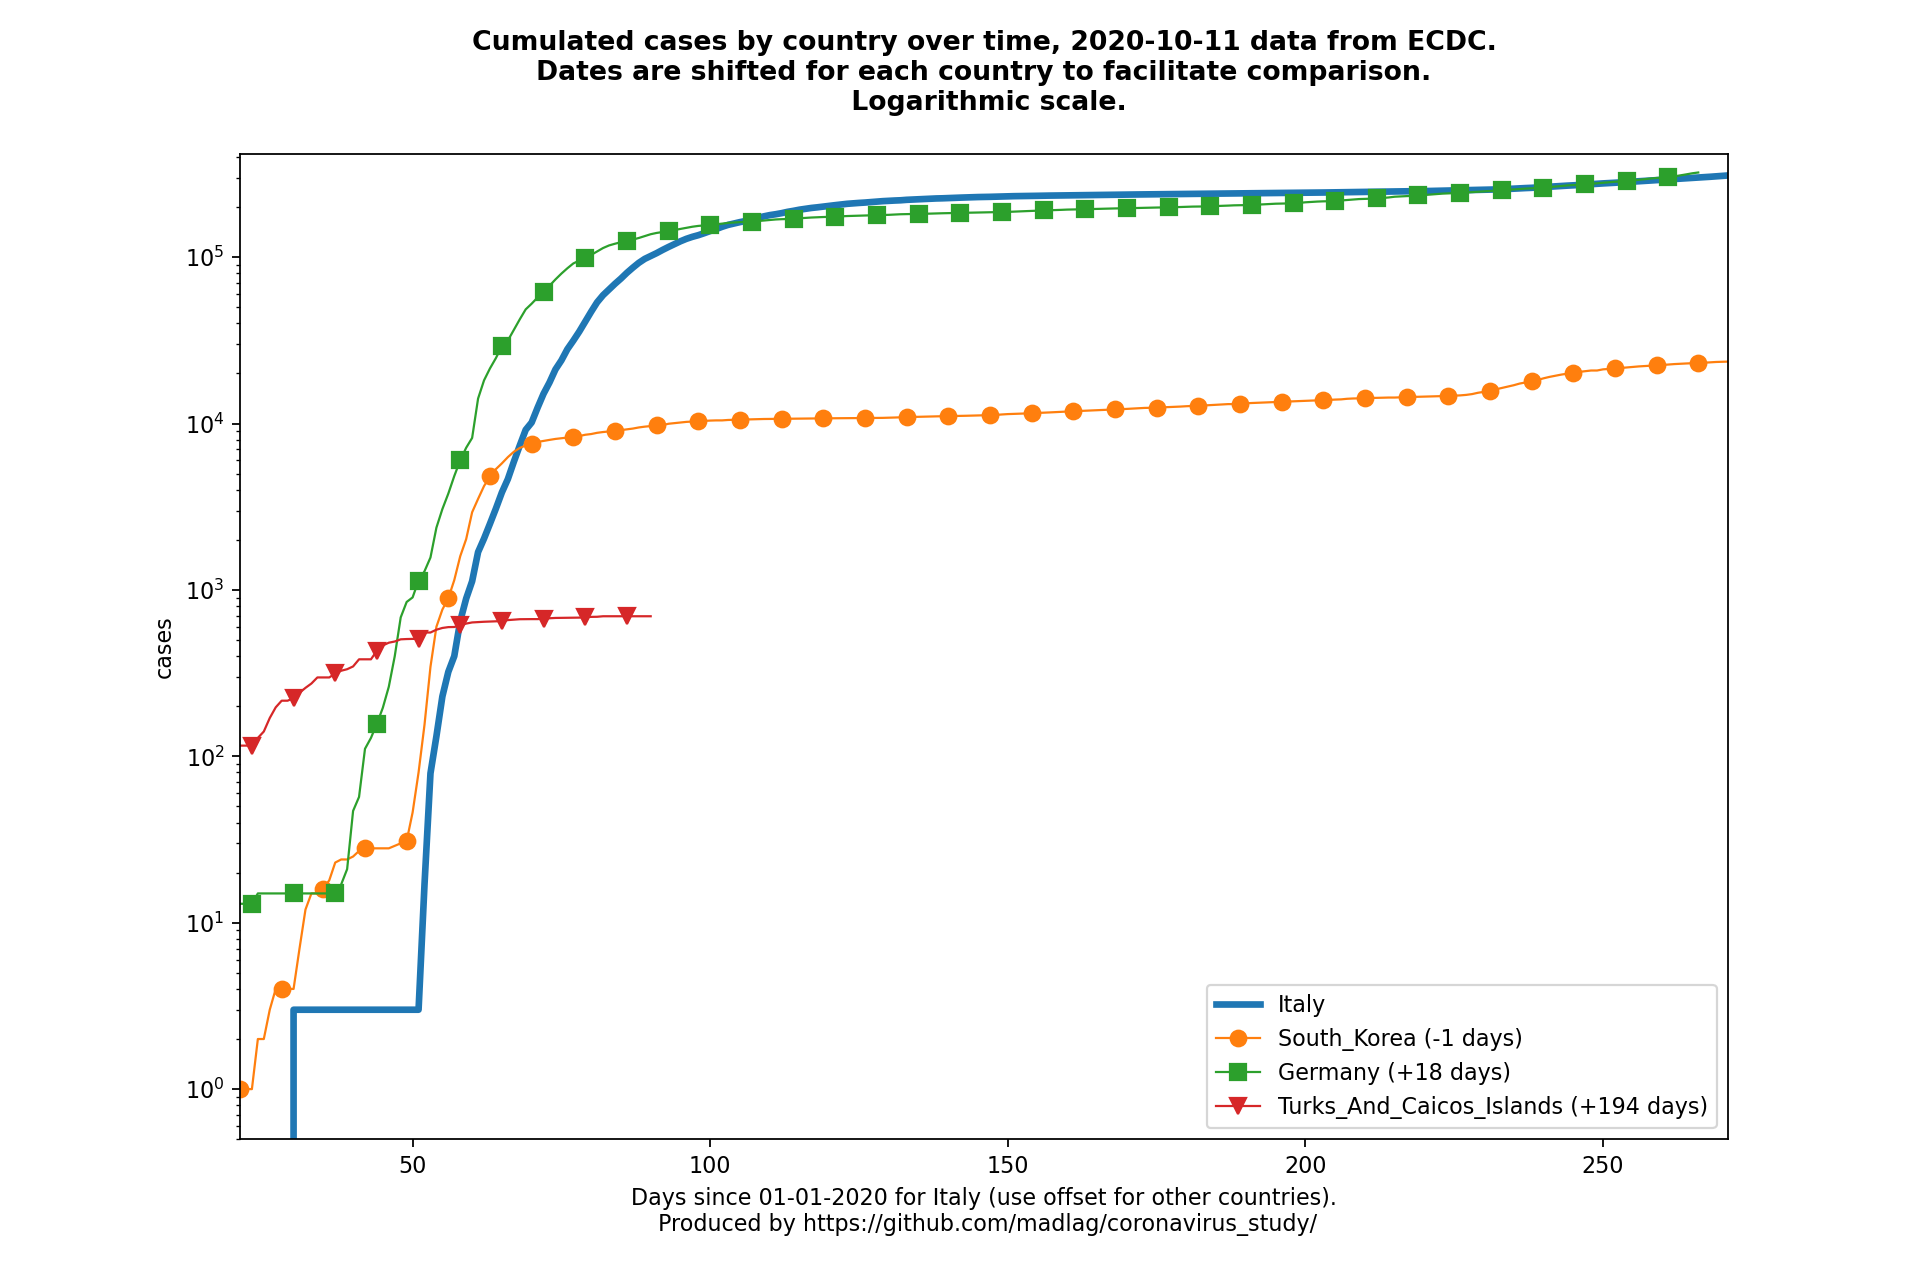 Cumulated cases by country over time, 2020-10-11 data from ECDC.
Dates are shifted for each country to facilitate comparison.
Logarithmic scale.
cases
10^5
10^4
10^3
10^2
10^1
10^0
50
100
150
200
250
Italy
South_Korea (-1 days)
Germany (+18 days)
Turks_And_Caicos_Islands (+194 days)
Days since 01-01-2020 for Italy (use offset for other countries).
Produced by https://github.com/madlag/coronavirus_study/